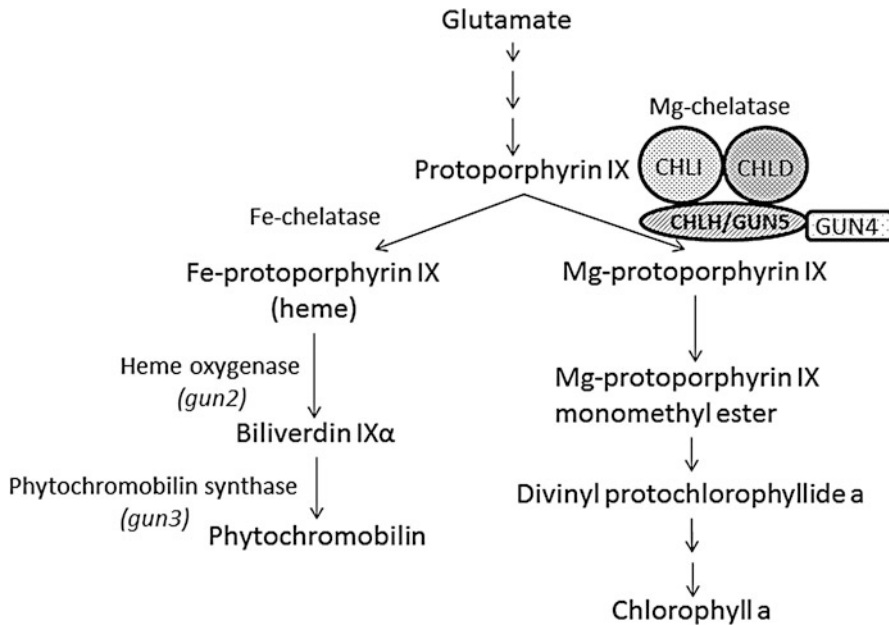 Glutamate
Mg-chelatase
Protoporphyrin IX
CHLI
CHLD
CHLH/GUN5
GUN4
Fe-chelatase
Fe-protoporphyrin IX
(heme)
Mg-protoporphyrin IX
Heme oxygenase
(gun2)
Mg-protoporphyrin IX
monomethyl ester
Biliverdin IXα
Phytochromobilin synthase
(gun3)
Divinyl protochlorophyllide a
Phytochromobilin
Chlorophyll a